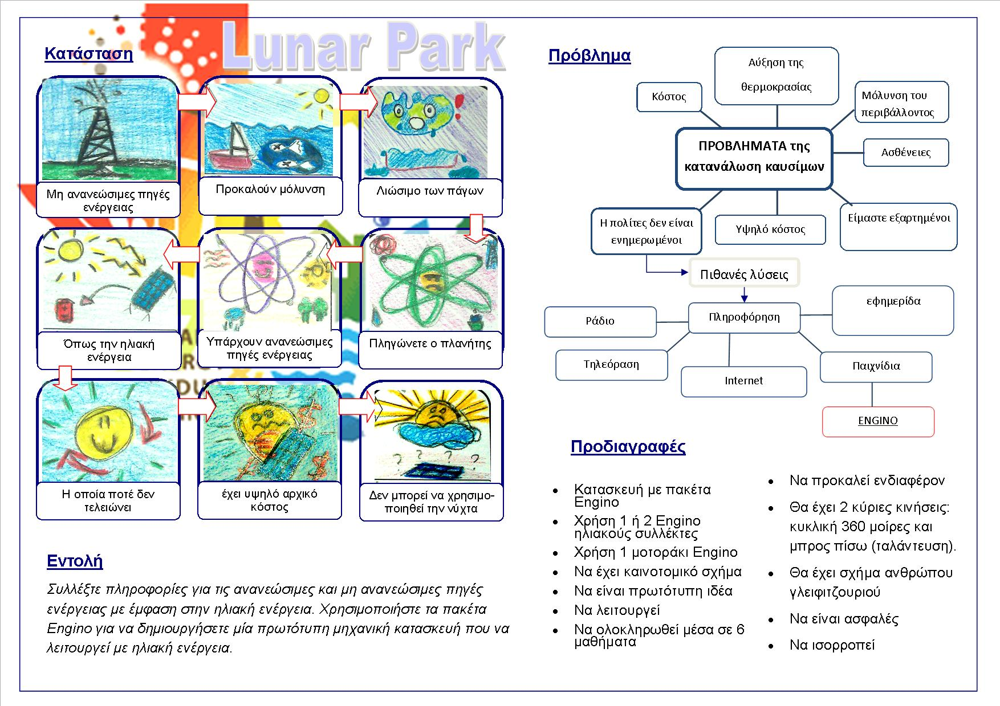 Lunar Park
Κατάσταση
Μη ανανεώσιμες πηγές
ενέργειας
Προκαλούν μόλυνση
Λιώσιμο των πάγων
Όπως την ηλιακή
ενέργεια
Υπάρχουν ανανεώσιμες
πηγές ενέργειας
Πληγώνετε ο πλανήτης
Η οποία ποτέ δεν
τελειώνει
έχει υψηλό αρχικό
κόστος
Δεν μπορεί να χρησιμο-
ποιηθεί την νύχτα
Εντολή
Συλλέξτε πληροφορίες για τις ανανεώσιμες και μη ανανεώσιμες πηγές
ενέργειας με έμφαση στην ηλιακή ενέργεια. Χρησιμοποιήστε τα πακέτα
Engino για να δημιουργήσετε μία πρωτότυπη μηχανική κατασκευή που να
λειτουργεί με ηλιακή ενέργεια.
Πρόβλημα
Κόστος
Αύξηση της
θερμοκρασίας
Μόλυνση του
περιβάλλοντος
ΠΡΟΒΛΗΜΑΤΑ της
κατανάλωση καυσίμων
Ασθένειες
Η πολίτες δεν είναι
ενημερωμένοι
Υψηλό κόστος
Είμαστε εξαρτημένοι
Πιθανές λύσεις
Πληροφόρηση
Ράδιο
εφημερίδα
Τηλεόραση
Internet
Παιχνίδια
ENGINO
Προδιαγραφές
• Κατασκευή με πακέτα
Engino
• Χρήση 1 ή 2 Engino
ηλιακούς συλλέκτες
• Χρήση 1 μοτοράκι Engino
• Να έχει καινοτομικό σχήμα
• Να είναι πρωτότυπη ιδέα
• Να λειτουργεί
• Να ολοκληρωθεί μέσα σε 6
μαθήματα
• Να προκαλεί ενδιαφέρον
• Θα έχει 2 κύριες κινήσεις:
κυκλική 360 μοίρες και
μπρος πίσω (ταλάντευση).
• Θα έχει σχήμα ανθρώπου
γλειφιτζουριού
• Να είναι ασφαλές
• Να ισορροπεί